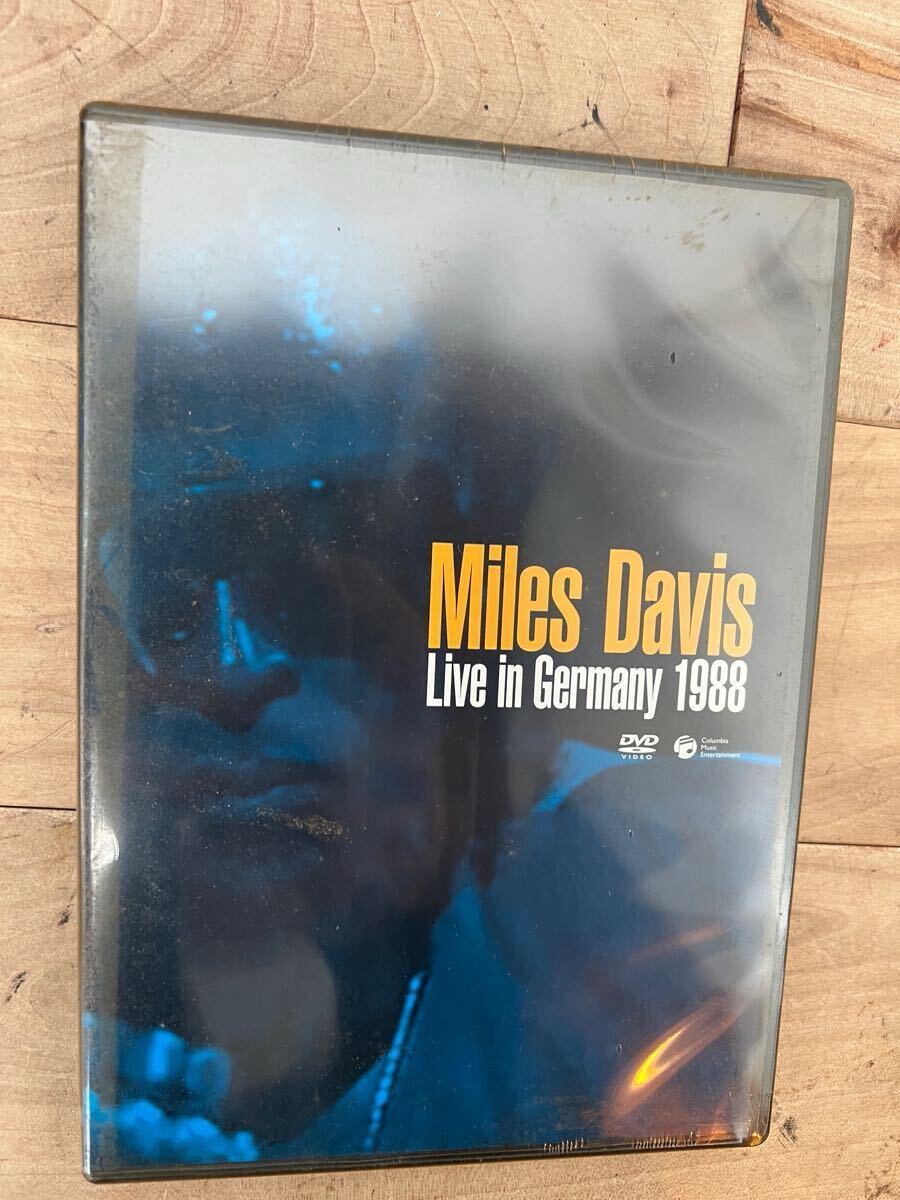 Miles Davis
Live in Germany 1988
DVD
VIDEO
Columbia
Music
Entertainment